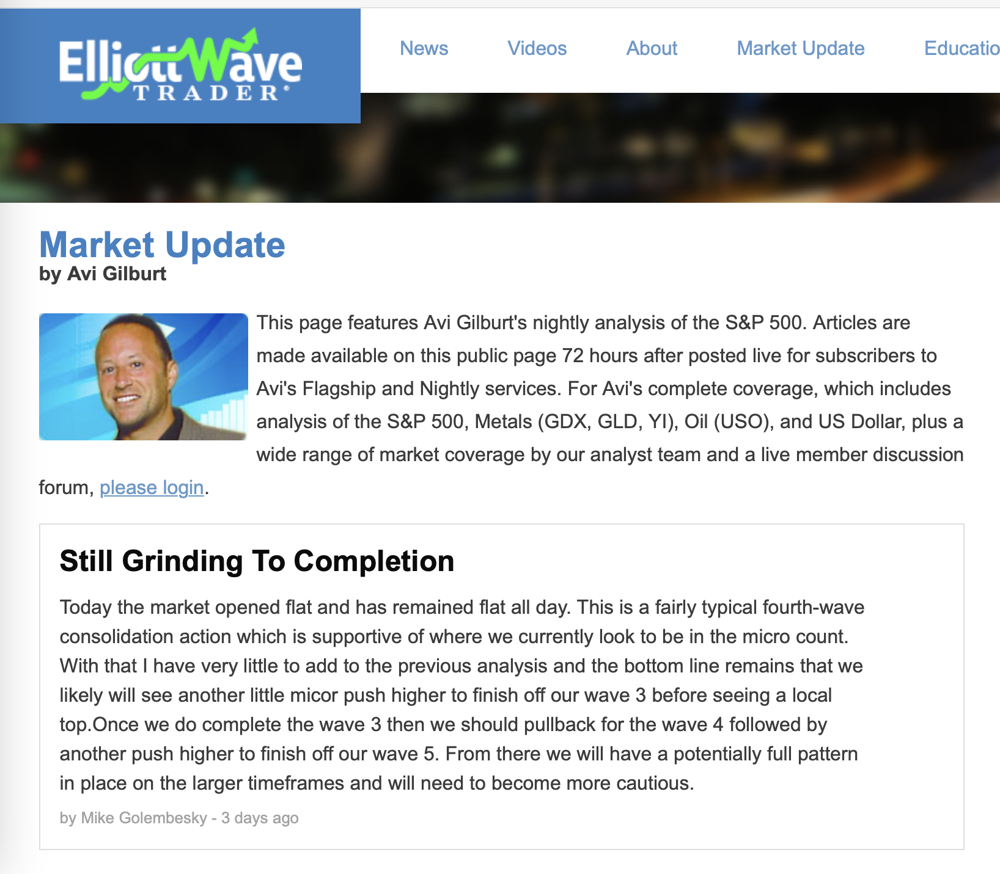 ElliottWave
TRADER®
News Videos About Market Update Educatio
Market Update
by Avi Gilburt
This page features Avi Gilburt's nightly analysis of the S&P 500. Articles are
made available on this public page 72 hours after posted live for subscribers to
Avi's Flagship and Nightly services. For Avi's complete coverage, which includes
analysis of the S&P 500, Metals (GDX, GLD, YI), Oil (USO), and US Dollar, plus a
wide range of market coverage by our analyst team and a live member discussion
forum, please login.
Still Grinding To Completion
Today the market opened flat and has remained flat all day. This is a fairly typical fourth-wave
consolidation action which is supportive of where we currently look to be in the micro count.
With that I have very little to add to the previous analysis and the bottom line remains that we
likely will see another little micor push higher to finish off our wave 3 before seeing a local
top.Once we do complete the wave 3 then we should pullback for the wave 4 followed by
another push higher to finish off our wave 5. From there we will have a potentially full pattern
in place on the larger timeframes and will need to become more cautious.
by Mike Golembesky - 3 days ago